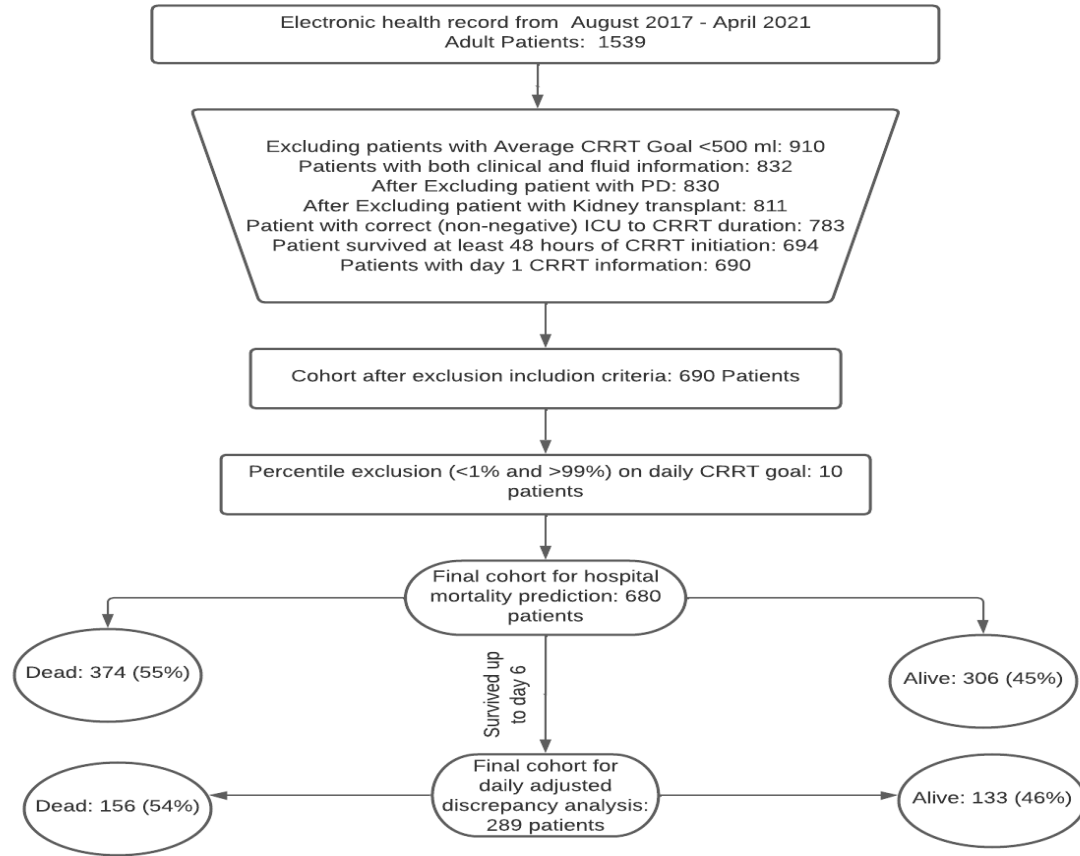 Electronic health record from August 2017 - April 2021
Adult Patients: 1539
Excluding patients with Average CRRT Goal <500 ml: 910
Patients with both clinical and fluid information: 832
After Excluding patient with PD: 830
After Excluding patient with Kidney transplant: 811
Patient with correct (non-negative) ICU to CRRT duration: 783
Patient survived at least 48 hours of CRRT initiation: 694
Patients with day 1 CRRT information: 690
Cohort after exclusion includion criteria: 690 Patients
Percentile exclusion (<1% and >99%) on daily CRRT goal: 10
patients
Final cohort for hospital
mortality prediction: 680
patients
Dead: 374 (55%)
Alive: 306 (45%)
Survived up
to day 6
Final cohort for
daily adjusted
discrepancy analysis:
289 patients
Dead: 156 (54%)
Alive: 133 (46%)